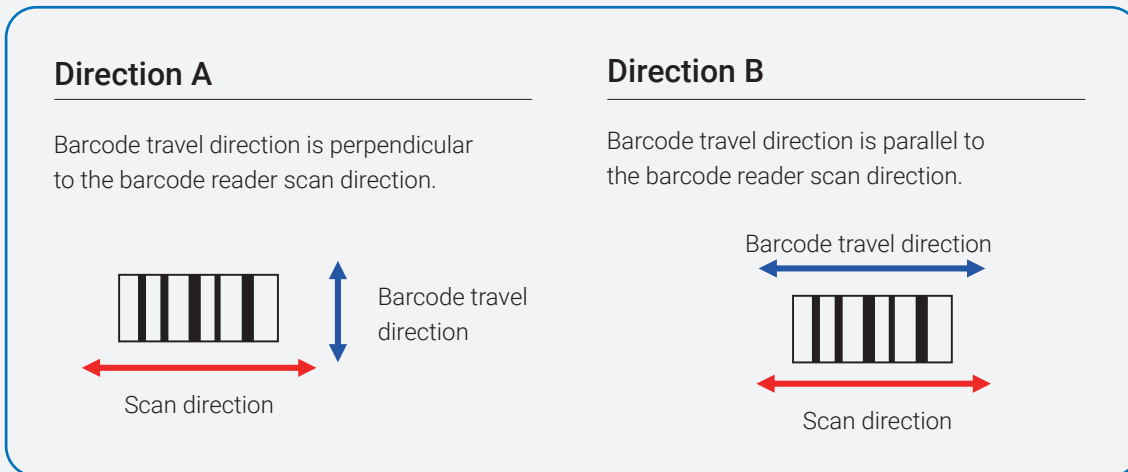 Direction A
Barcode travel direction is perpendicular
to the barcode reader scan direction.
Barcode travel
direction
Scan direction
Direction B
Barcode travel direction is parallel to
the barcode reader scan direction.
Barcode travel direction
Scan direction